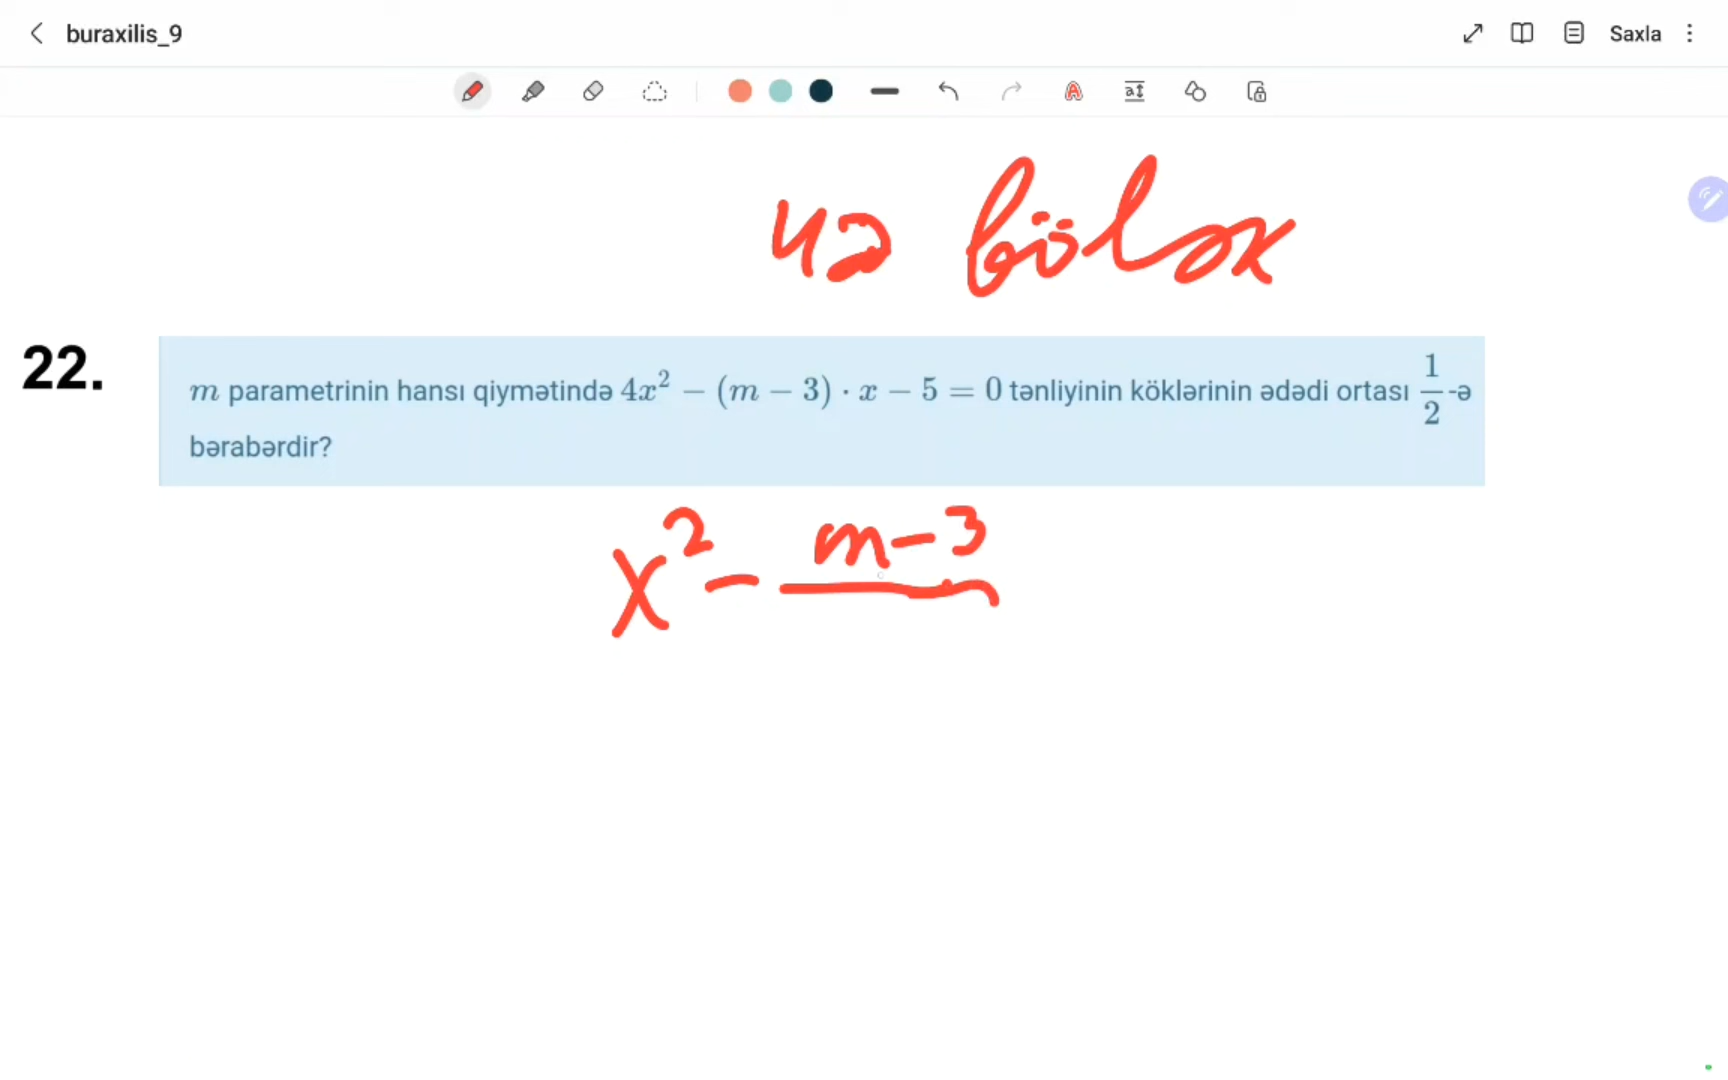 buraxilis_9
Saxla
4ə böləx
22.
m parametrinin hansı qiymətində 4x² − (m − 3) · x − 5 = 0 tənliyinin köklərinin ədədi ortası 1/2-ə
bərabərdir?
x² − m−3